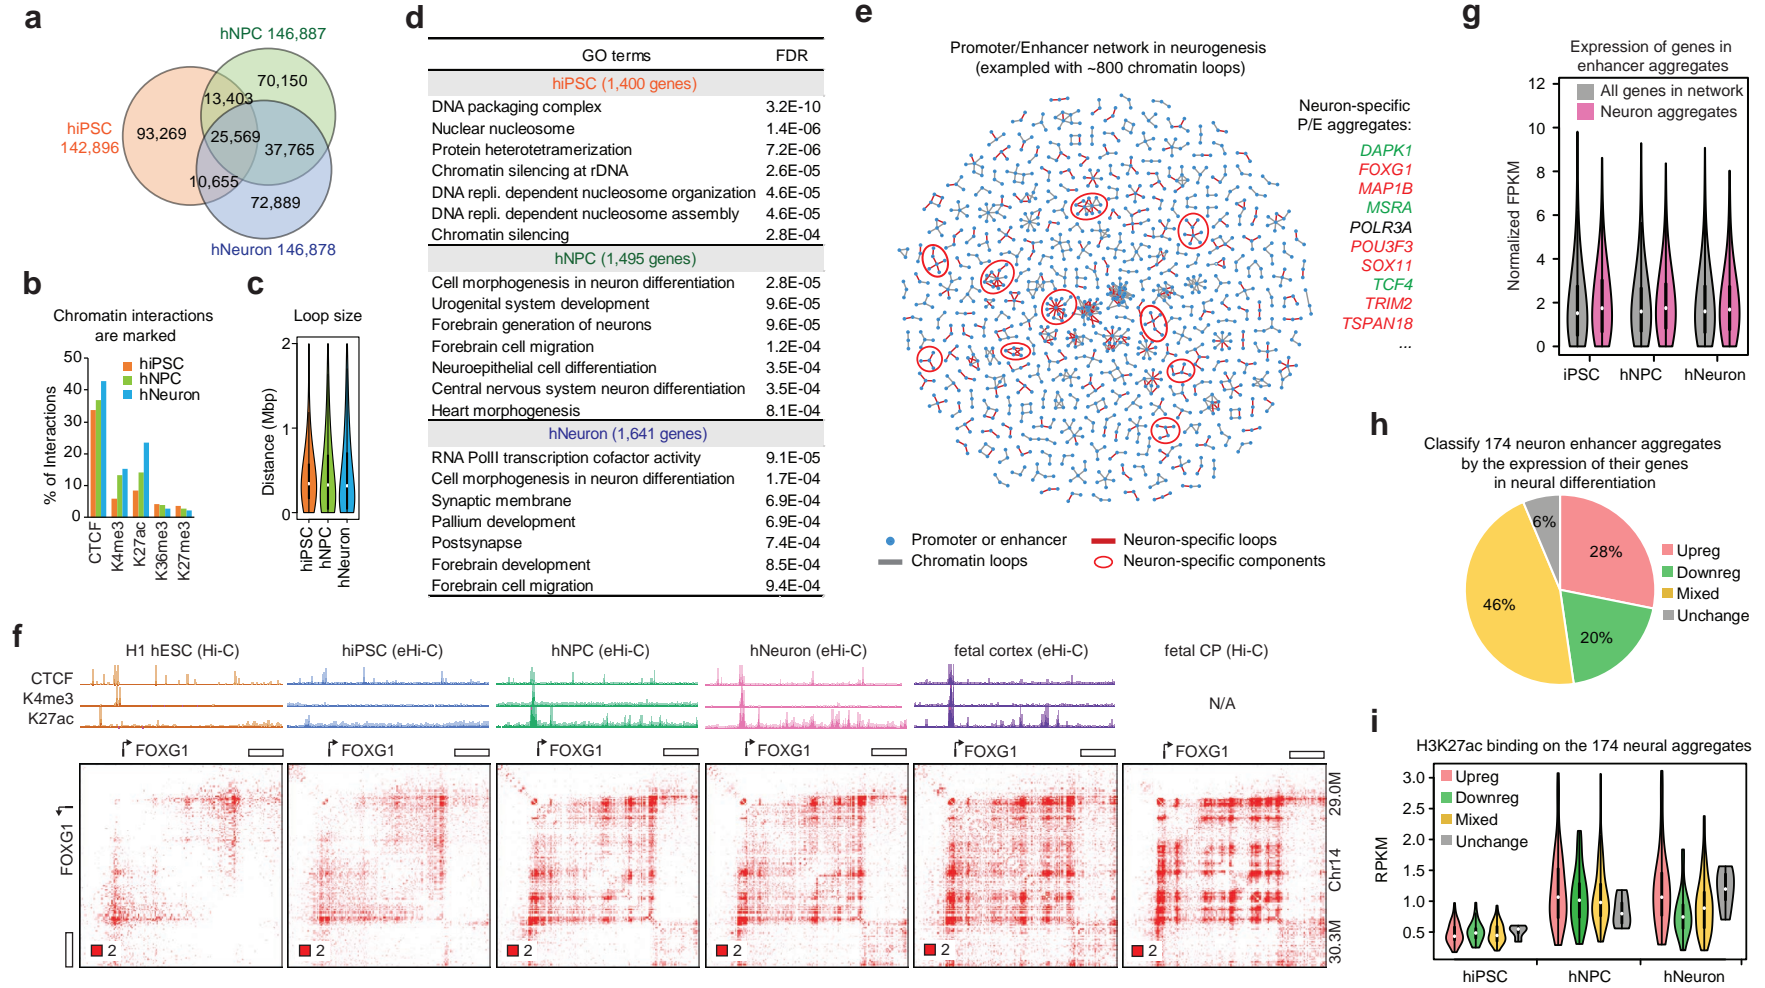 a
hNPC 146,887
70,150
13,403
hiPSC
142,896
93,269
25,569
37,765
10,655
72,889
hNeuron 146,878
b
Chromatin interactions
are marked
hiPSC
hNPC
hNeuron
% of Interactions
50
40
30
20
10
0
CTCF
K4me3
K27ac
K36me3
K27me3
c
Loop size
Distance (Mbp)
2
1
0
hiPSC
hNPC
hNeuron
d
GO terms FDR
hiPSC (1,400 genes)
DNA packaging complex 3.2E-10
Nuclear nucleosome 1.4E-06
Protein heterotetramerization 7.2E-06
Chromatin silencing at rDNA 2.6E-05
DNA repli. dependent nucleosome organization 4.6E-05
DNA repli. dependent nucleosome assembly 4.6E-05
Chromatin silencing 2.8E-04
hNPC (1,495 genes)
Cell morphogenesis in neuron differentiation 2.8E-05
Urogenital system development 9.6E-05
Forebrain generation of neurons 9.6E-05
Forebrain cell migration 1.2E-04
Neuroepithelial cell differentiation 3.5E-04
Central nervous system neuron differentiation 3.5E-04
Heart morphogenesis 8.1E-04
hNeuron (1,641 genes)
RNA PolII transcription cofactor activity 9.1E-05
Cell morphogenesis in neuron differentiation 1.7E-04
Synaptic membrane 6.9E-04
Pallium development 6.9E-04
Postsynapse 7.4E-04
Forebrain development 8.5E-04
Forebrain cell migration 9.4E-04
e
Promoter/Enhancer network in neurogenesis
(exampled with ~800 chromatin loops)
Neuron-specific
P/E aggregates:
DAPK1
FOXG1
MAP1B
MSRA
POLR3A
POU3F3
SOX11
TCF4
TRIM2
TSPAN18
...
Promoter or enhancer
Neuron-specific loops
Chromatin loops
Neuron-specific components
f
H1 hESC (Hi-C)
hiPSC (eHi-C)
hNPC (eHi-C)
hNeuron (eHi-C)
fetal cortex (eHi-C)
fetal CP (Hi-C)
CTCF
K4me3
K27ac
N/A
FOXG1
FOXG1
FOXG1
FOXG1
FOXG1
FOXG1
FOXG1
2
2
2
2
2
2
29.0M
Chr14
30.3M
g
Expression of genes in
enhancer aggregates
All genes in network
Neuron aggregates
Normalized FPKM
12
10
8
6
4
2
0
iPSC
hNPC
hNeuron
h
Classify 174 neuron enhancer aggregates
by the expression of their genes
in neural differentiation
6%
28%
46%
20%
Upreg
Downreg
Mixed
Unchange
i
H3K27ac binding on the 174 neural aggregates
Upreg
Downreg
Mixed
Unchange
RPKM
3.0
2.5
2.0
1.5
1.0
0.5
hiPSC
hNPC
hNeuron